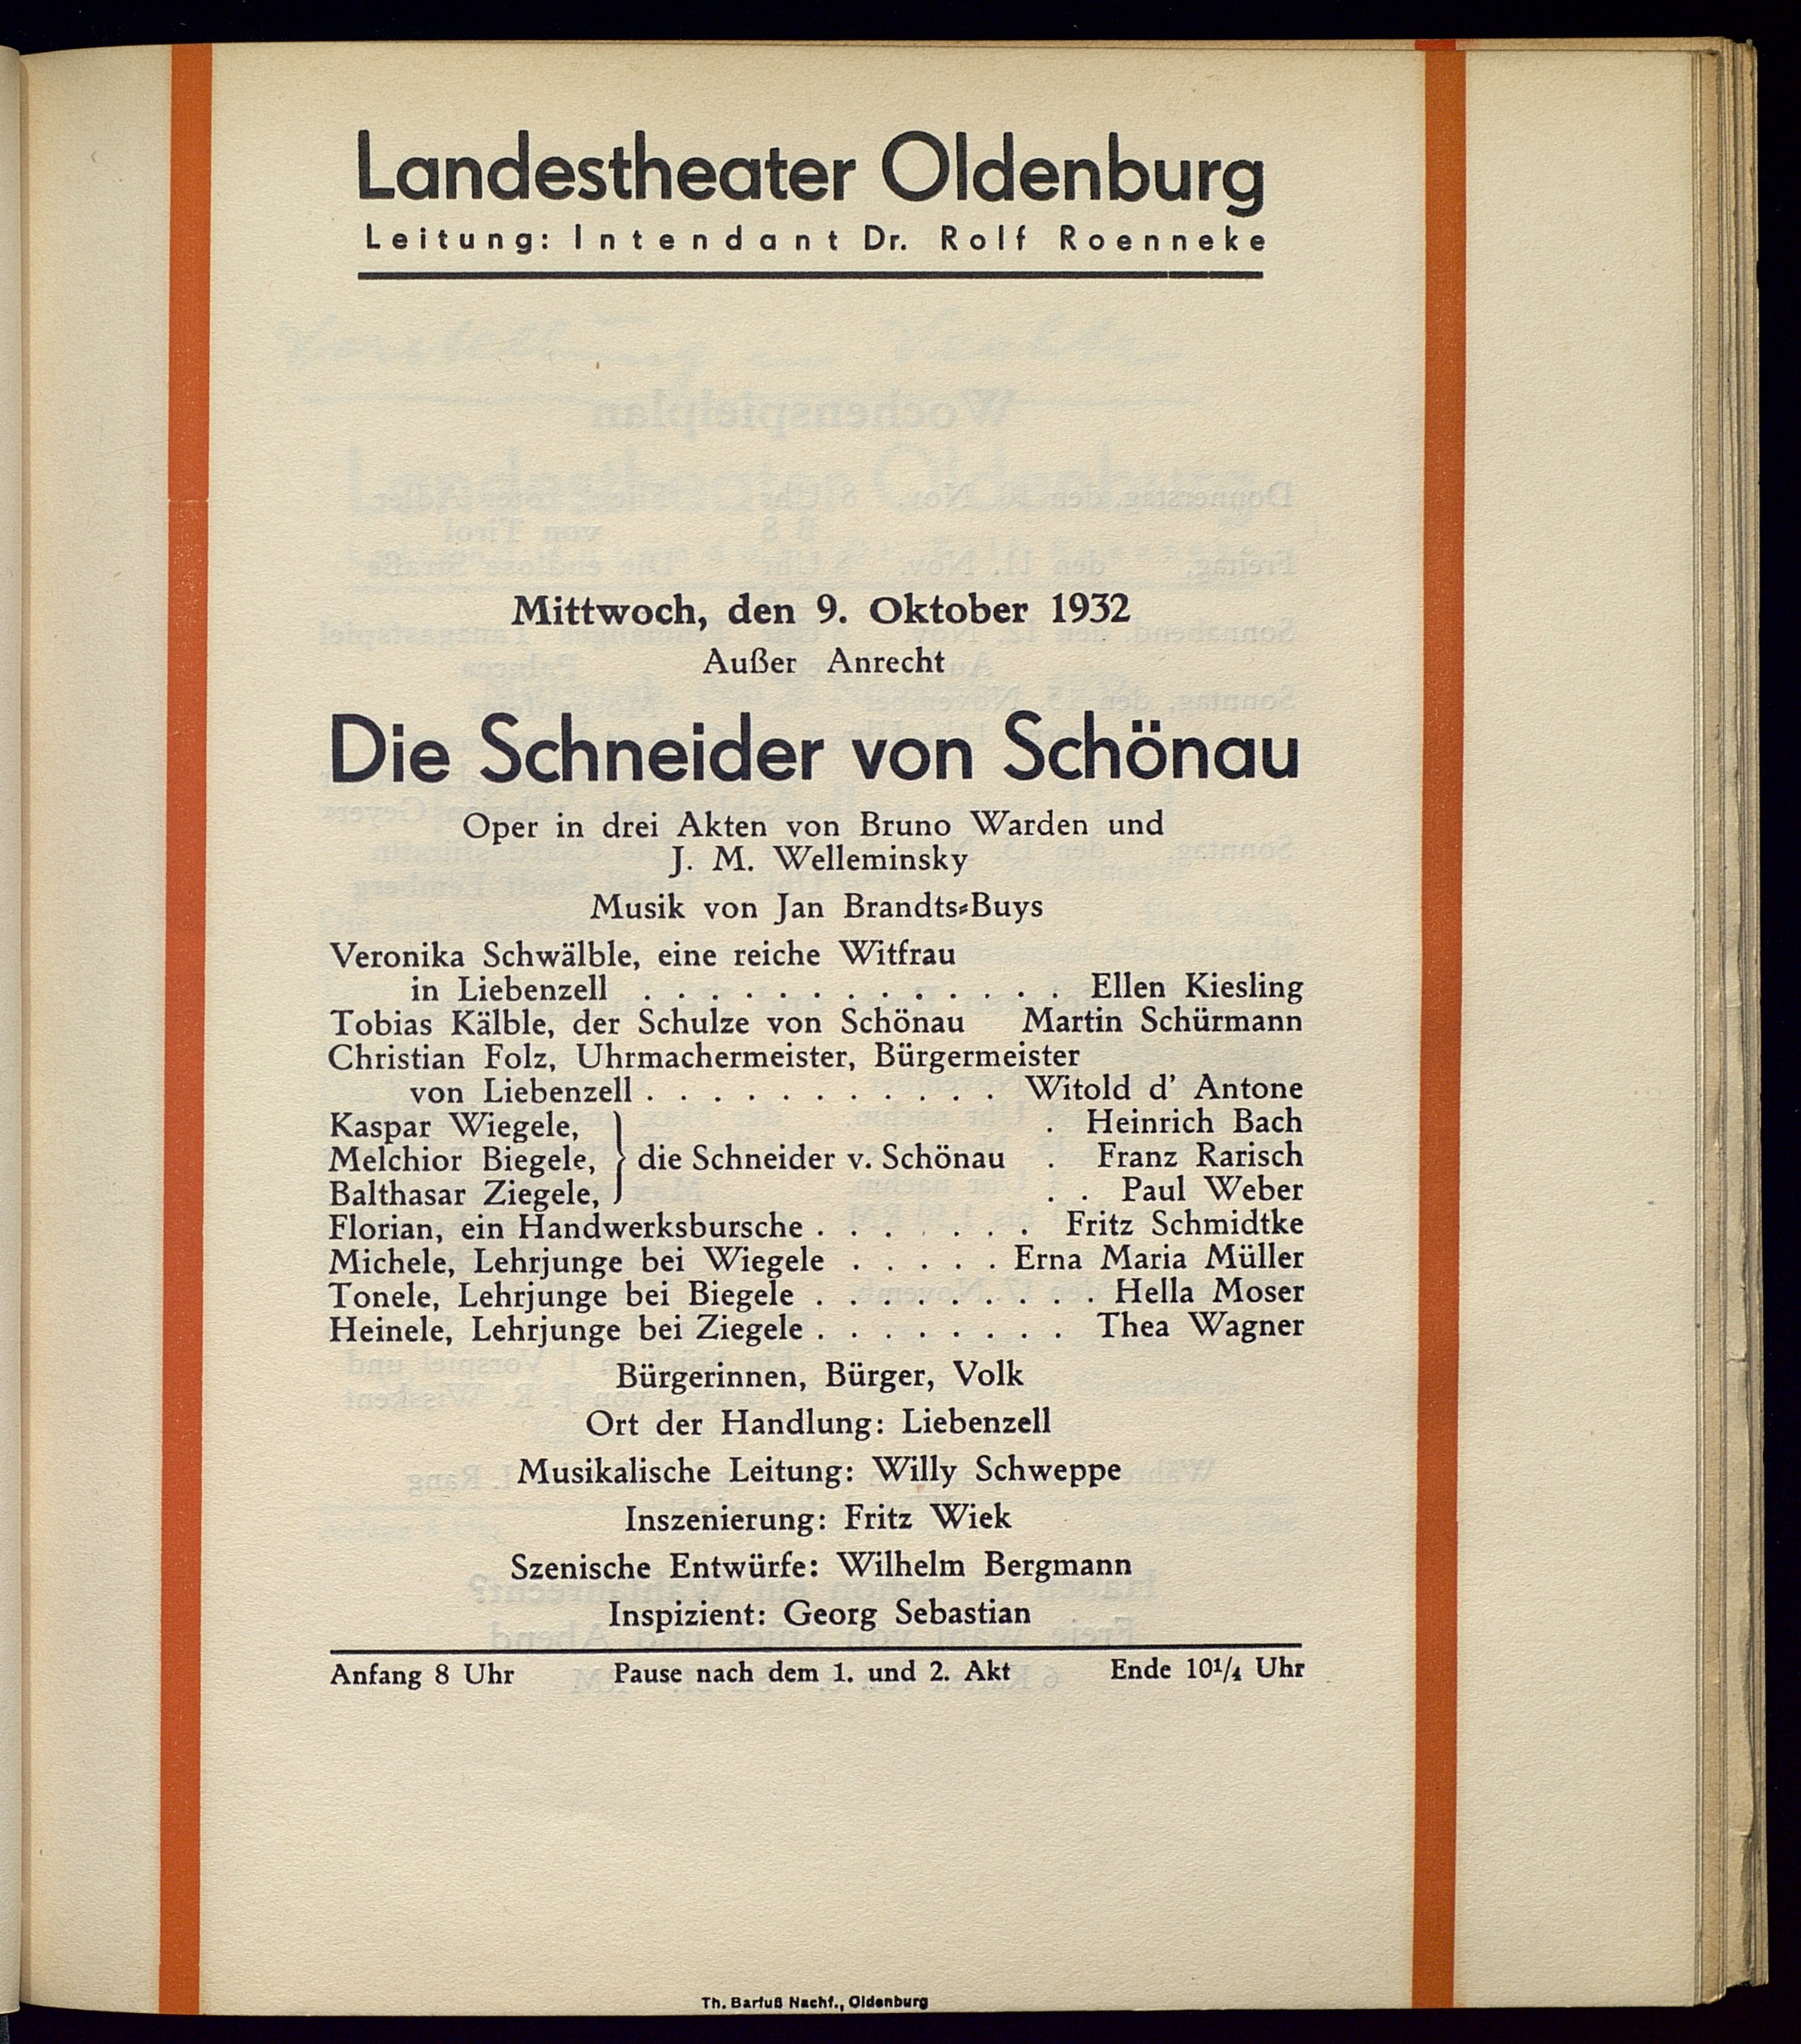 Landestheater Oldenburg
Leitung: Intendant Dr. Rolf Roenneke
Mittwoch, den 9. Oktober 1932
Außer Anrecht
Die Schneider von Schönau
Oper in drei Akten von Bruno Warden und
J. M. Welleminsky
Musik von Jan Brandts-Buys
Veronika Schwälble, eine reiche Witfrau
in Liebenzell . . . . . . . . . . . . . Ellen Kiesling
Tobias Kälble, der Schulze von Schönau Martin Schürmann
Christian Folz, Uhrmachermeister, Bürgermeister
von Liebenzell . . . . . . . . . . . Witold d' Antone
Kaspar Wiegele, . Heinrich Bach
Melchior Biegele, } die Schneider v. Schönau . Franz Rarisch
Balthasar Ziegele, . . Paul Weber
Florian, ein Handwerksbursche . . . . . . . Fritz Schmidtke
Michele, Lehrjunge bei Wiegele . . . . . Erna Maria Müller
Tonele, Lehrjunge bei Biegele . . . . . . . . . Hella Moser
Heinele, Lehrjunge bei Ziegele . . . . . . . . Thea Wagner
Bürgerinnen, Bürger, Volk
Ort der Handlung: Liebenzell
Musikalische Leitung: Willy Schweppe
Inszenierung: Fritz Wiek
Szenische Entwürfe: Wilhelm Bergmann
Inspizient: Georg Sebastian
Anfang 8 Uhr Pause nach dem 1. und 2. Akt Ende 10¼ Uhr
Th. Barfuß Nachf., Oldenburg